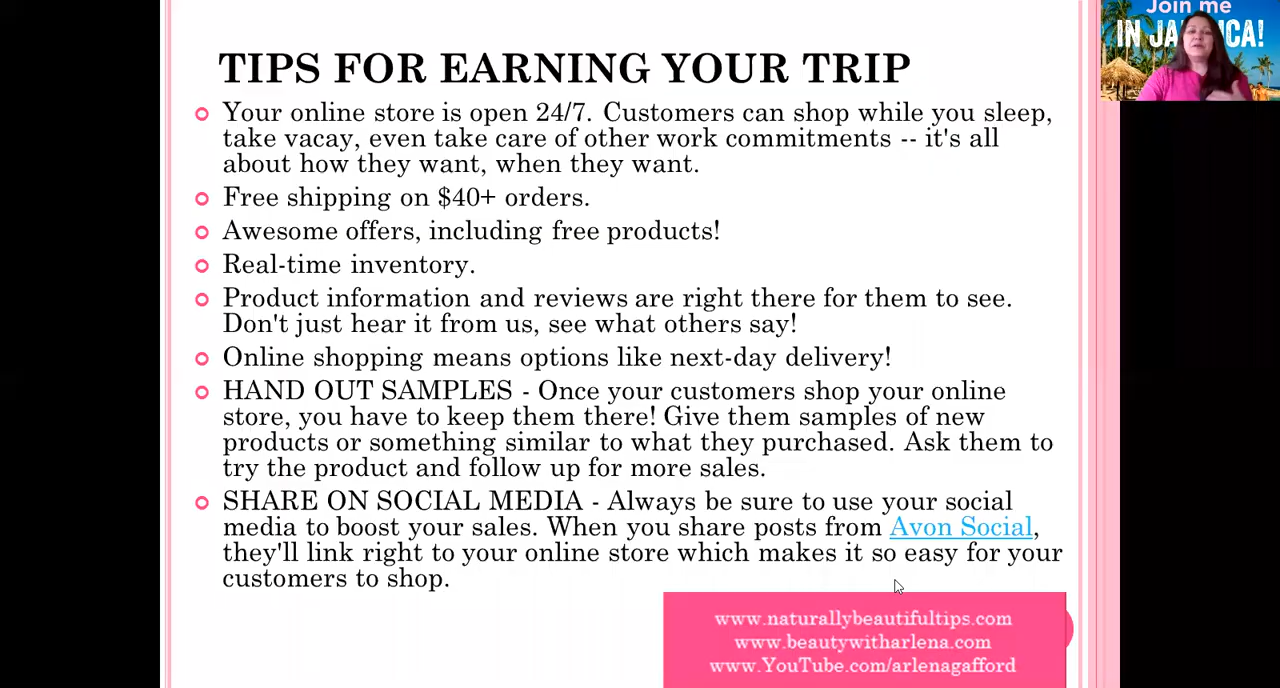 TIPS FOR EARNING YOUR TRIP
Your online store is open 24/7. Customers can shop while you sleep,
take vacay, even take care of other work commitments -- it's all
about how they want, when they want.
Free shipping on $40+ orders.
Awesome offers, including free products!
Real-time inventory.
Product information and reviews are right there for them to see.
Don't just hear it from us, see what others say!
Online shopping means options like next-day delivery!
HAND OUT SAMPLES - Once your customers shop your online
store, you have to keep them there! Give them samples of new
products or something similar to what they purchased. Ask them to
try the product and follow up for more sales.
SHARE ON SOCIAL MEDIA - Always be sure to use your social
media to boost your sales. When you share posts from Avon Social,
they'll link right to your online store which makes it so easy for your
customers to shop.
www.naturallybeautifultips.com
www.beautywitharlena.com
www.YouTube.com/arlenagafford
Join me
IN JA CA!